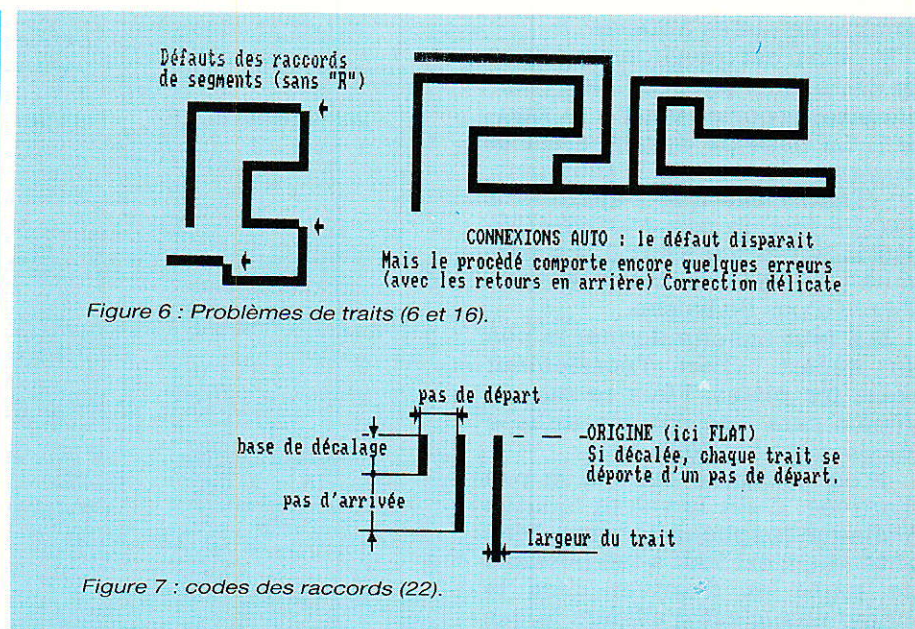 Défauts des raccords
de segments (sans "R")
CONNEXIONS AUTO : le défaut disparait
Mais le procèdé comporte encore quelques erreurs
(avec les retours en arrière) Correction délicate
Figure 6 : Problèmes de traits (6 et 16).
pas de départ
base de décalage
ORIGINE (ici FLAT)
Si décalée, chaque trait se
déporte d'un pas de départ.
pas d'arrivée
largeur du trait
Figure 7 : codes des raccords (22).